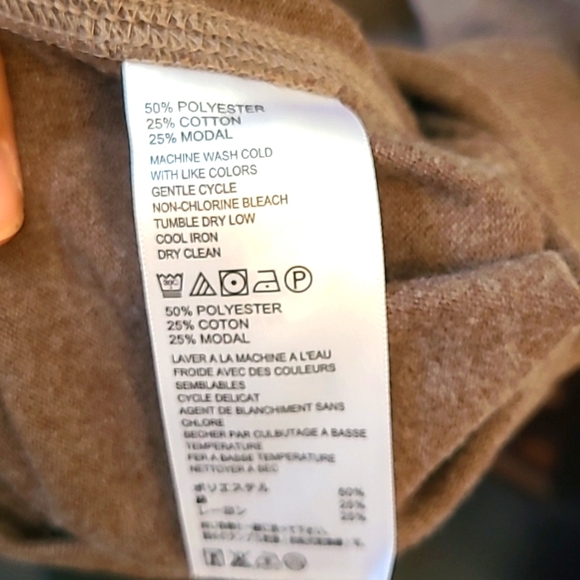 50% POLYESTER
25% COTTON
25% MODAL
MACHINE WASH COLD
WITH LIKE COLORS
GENTLE CYCLE
NON-CHLORINE BLEACH
TUMBLE DRY LOW
COOL IRON
DRY CLEAN
P
50% POLYESTER
25% COTON
25% MODAL
LAVER A LA MACHINE A L'EAU
FROIDE AVEC DES COULEURS
SEMBLABLES
CYCLE DELICAT
AGENT DE BLANCHIMENT SANS
CHLORE
SECHER PAR CULBUTAGE A BASSE
TEMPERATURE
FER A BASSE TEMPERATURE
NETTOYER A SEC
ポリエステル 50%
綿 25%
レーヨン 25%